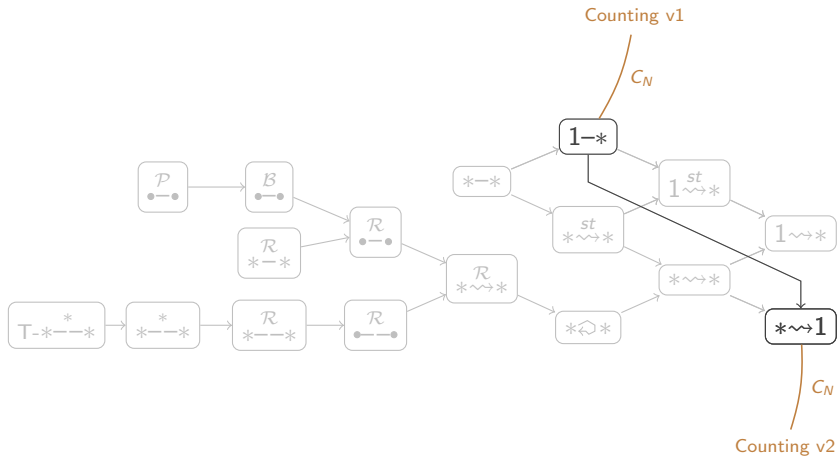 Counting v1
C_N
1–*
𝒫
•–•
ℬ
•–•
*–*
st
1⇝*
ℛ
•–•
st
*⇝*
ℛ
*–*
1⇝*
ℛ
*⇝*
*⇝*
*
T-*––*
*
*––*
ℛ
*––*
ℛ
•––•
*⟲*
*⇝1
C_N
Counting v2